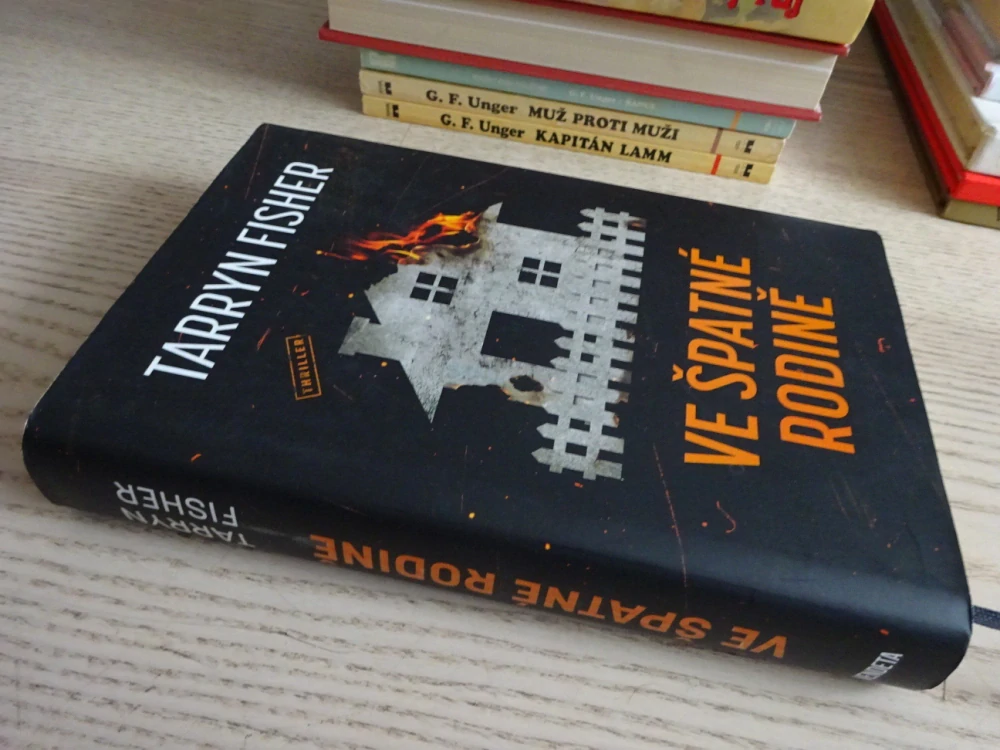 G. F. Unger MUŽ PROTI MUŽI
G. F. Unger KAPITÁN LAMM
TARRYN FISHER
THRILLER
VE ŠPATNÉ
RODINĚ
TARRYN
FISHER
VE ŠPATNÉ RODINĚ